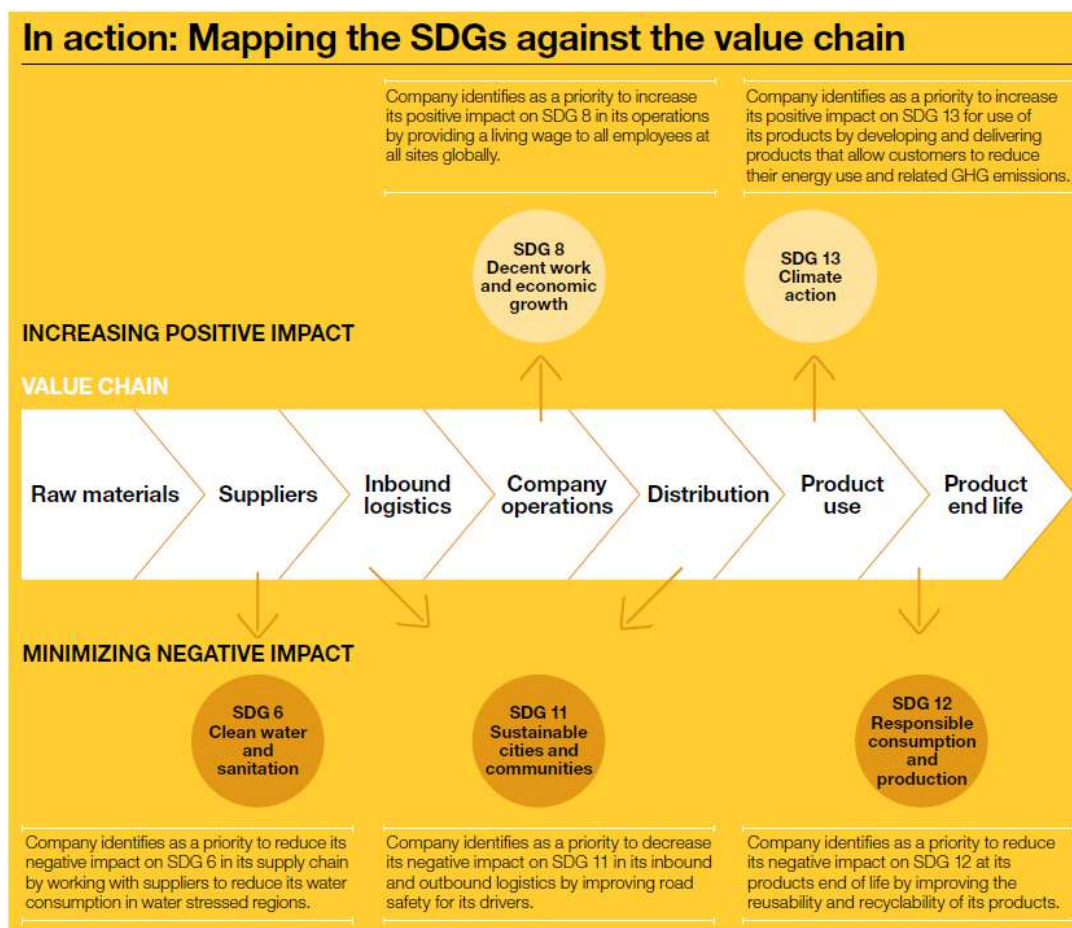 In action: Mapping the SDGs against the value chain
Company identifies as a priority to increase
its positive impact on SDG 8 in its operations
by providing a living wage to all employees at
all sites globally.
Company identifies as a priority to increase
its positive impact on SDG 13 for use of
its products by developing and delivering
products that allow customers to reduce
their energy use and related GHG emissions.
SDG 8
Decent work
and economic
growth
SDG 13
Climate
action
INCREASING POSITIVE IMPACT
VALUE CHAIN
Raw materials
Suppliers
Inbound
logistics
Company
operations
Distribution
Product
use
Product
end life
MINIMIZING NEGATIVE IMPACT
SDG 6
Clean water
and
sanitation
SDG 11
Sustainable
cities and
communities
SDG 12
Responsible
consumption
and
production
Company identifies as a priority to reduce its
negative impact on SDG 6 in its supply chain
by working with suppliers to reduce its water
consumption in water stressed regions.
Company identifies as a priority to decrease
its negative impact on SDG 11 in its inbound
and outbound logistics by improving road
safety for its drivers.
Company identifies as a priority to reduce
its negative impact on SDG 12 at its
products end of life by improving the
reusability and recyclability of its products.